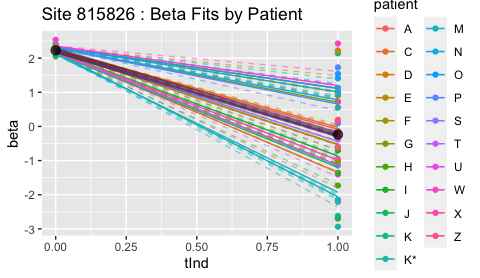 Site 815826 : Beta Fits by Patient
beta
2
1
0
-1
-2
-3
0.00 0.25 0.50 0.75 1.00
tInd
patient
A
C
D
E
F
G
H
I
J
K
K*
M
N
O
P
S
T
U
W
X
Z